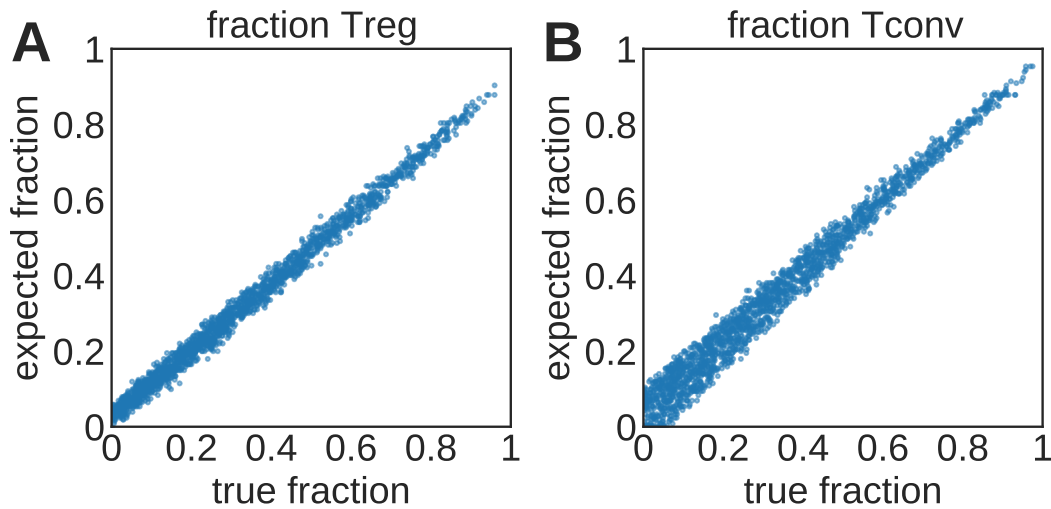 A
fraction Treg
1
0.8
0.6
0.4
0.2
0
0 0.2 0.4 0.6 0.8 1
expected fraction
true fraction
B
fraction Tconv
1
0.8
0.6
0.4
0.2
0
0 0.2 0.4 0.6 0.8 1
expected fraction
true fraction